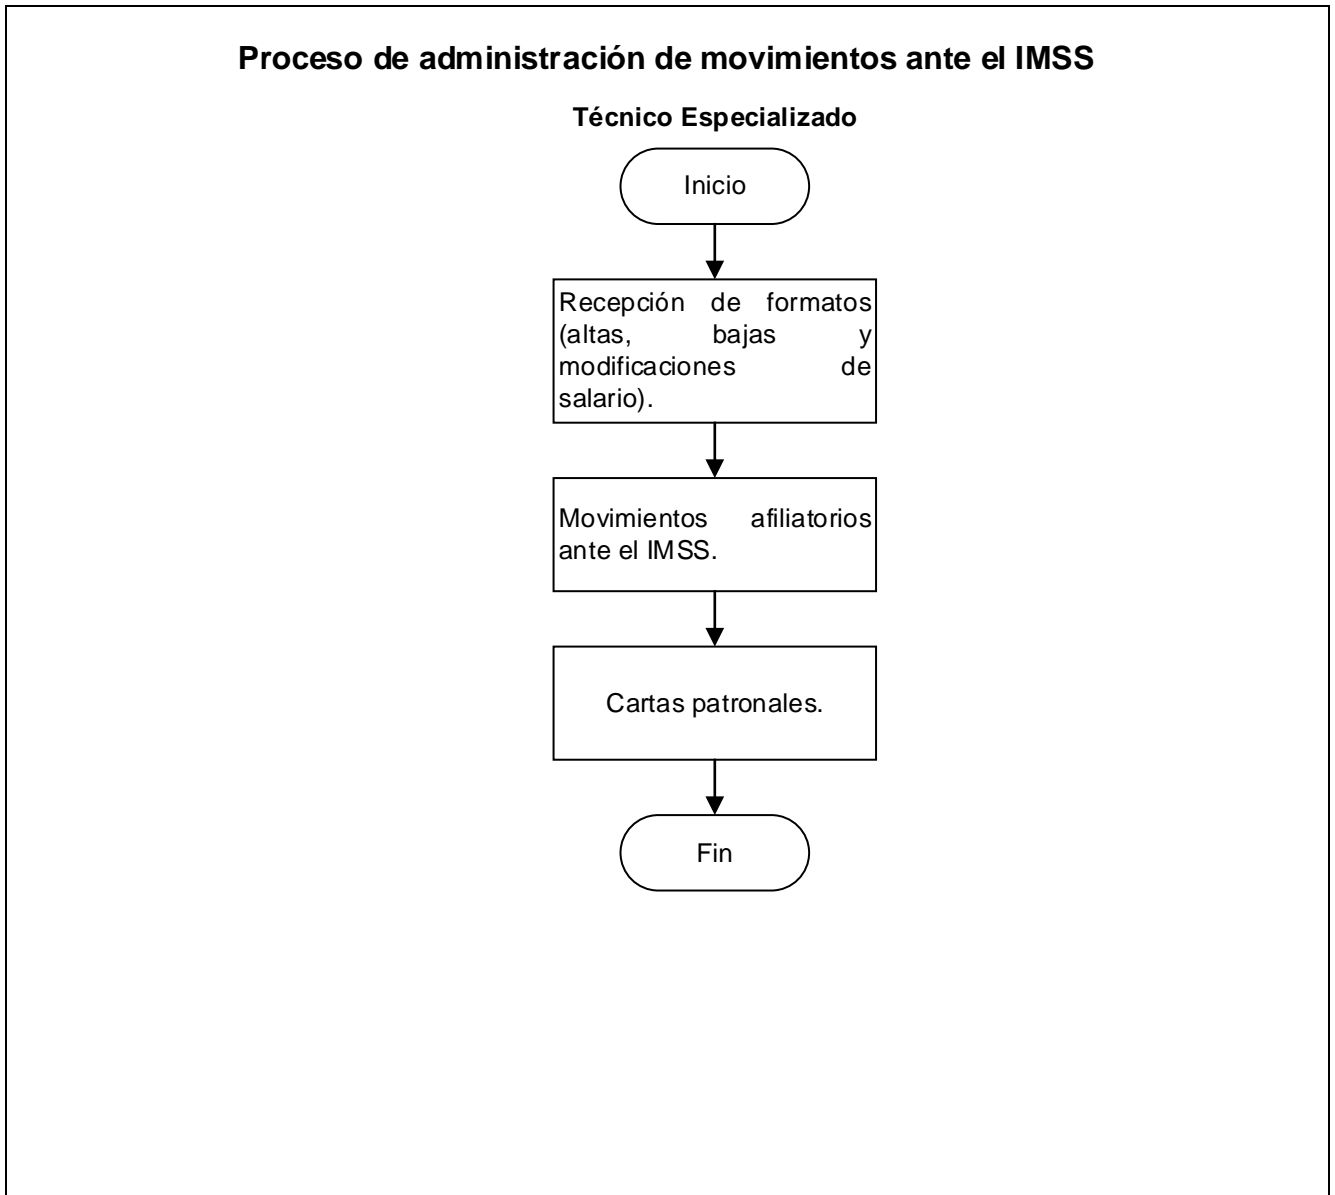 Proceso de administración de movimientos ante el IMSS
Técnico Especializado
Inicio
Recepción de formatos
(altas, bajas y
modificaciones de
salario).
Movimientos afiliatorios
ante el IMSS.
Cartas patronales.
Fin